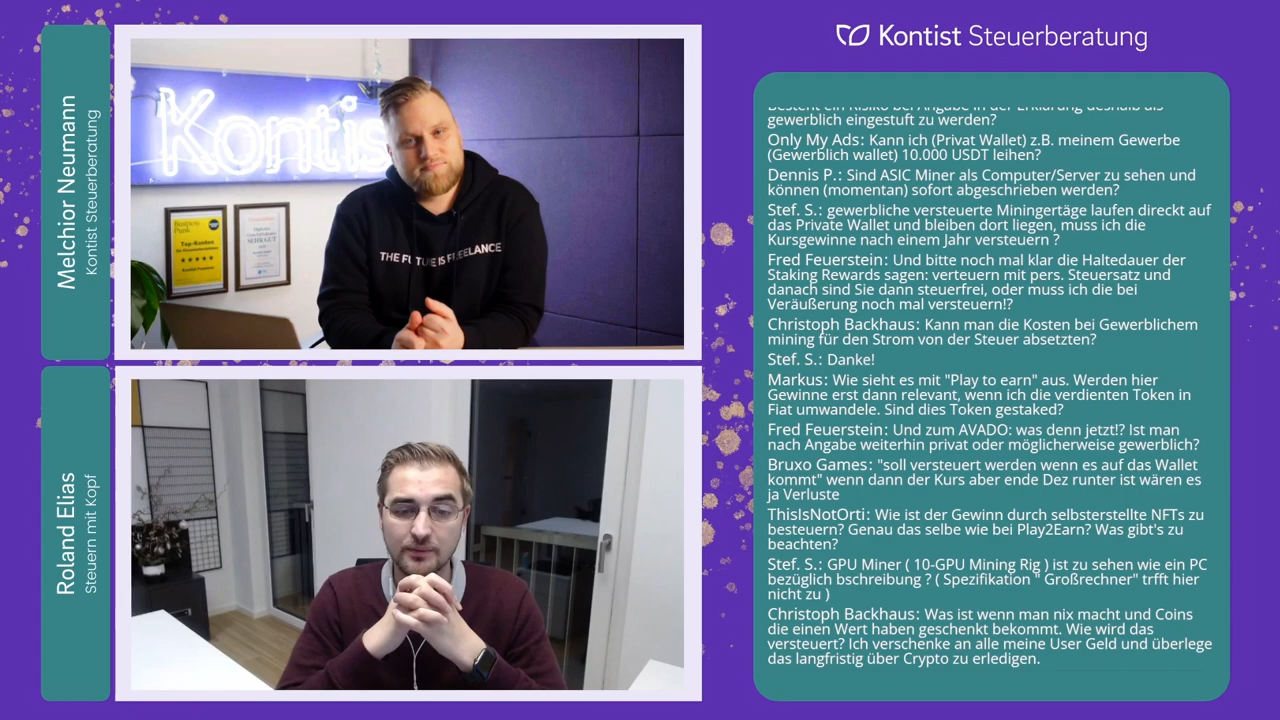 Melchior Neumann
Kontist Steuerberatung
Kontis
Business Punk
Top-Konten
SEHR GUT
THE FUTURE IS FREELANCE
Roland Elias
Steuern mit Kopf
Kontist Steuerberatung
Besteht ein Risiko bei Angabe in der Erklärung deshalb als
gewerblich eingestuft zu werden?
Only My Ads: Kann ich (Privat Wallet) z.B. meinem Gewerbe
(Gewerblich wallet) 10.000 USDT leihen?
Dennis P.: Sind ASIC Miner als Computer/Server zu sehen und
können (momentan) sofort abgeschrieben werden?
Stef. S.: gewerbliche versteuerte Miningertäge laufen direkt auf
das Private Wallet und bleiben dort liegen, muss ich die
Kursgewinne nach einem Jahr versteuern ?
Fred Feuerstein: Und bitte noch mal klar die Haltedauer der
Staking Rewards sagen: verteuern mit pers. Steuersatz und
danach sind Sie dann steuerfrei, oder muss ich die bei
Veräußerung noch mal versteuern!?
Christoph Backhaus: Kann man die Kosten bei Gewerblichem
mining für den Strom von der Steuer absetzten?
Stef. S.: Danke!
Markus: Wie sieht es mit "Play to earn" aus. Werden hier
Gewinne erst dann relevant, wenn ich die verdienten Token in
Fiat umwandele. Sind dies Token gestaked?
Fred Feuerstein: Und zum AVADO: was denn jetzt!? Ist man
nach Angabe weiterhin privat oder möglicherweise gewerblich?
Bruxo Games: "soll versteuert werden wenn es auf das Wallet
kommt" wenn dann der Kurs aber ende Dez runter ist wären es
ja Verluste
ThisIsNotOrti: Wie ist der Gewinn durch selbsterstellte NFTs zu
besteuern? Genau das selbe wie bei Play2Earn? Was gibt's zu
beachten?
Stef. S.: GPU Miner ( 10-GPU Mining Rig ) ist zu sehen wie ein PC
bezüglich bschreibung ? ( Spezifikation " Großrechner" trfft hier
nicht zu )
Christoph Backhaus: Was ist wenn man nix macht und Coins
die einen Wert haben geschenkt bekommt. Wie wird das
versteuert? Ich verschenke an alle meine User Geld und überlege
das langfristig über Crypto zu erledigen.